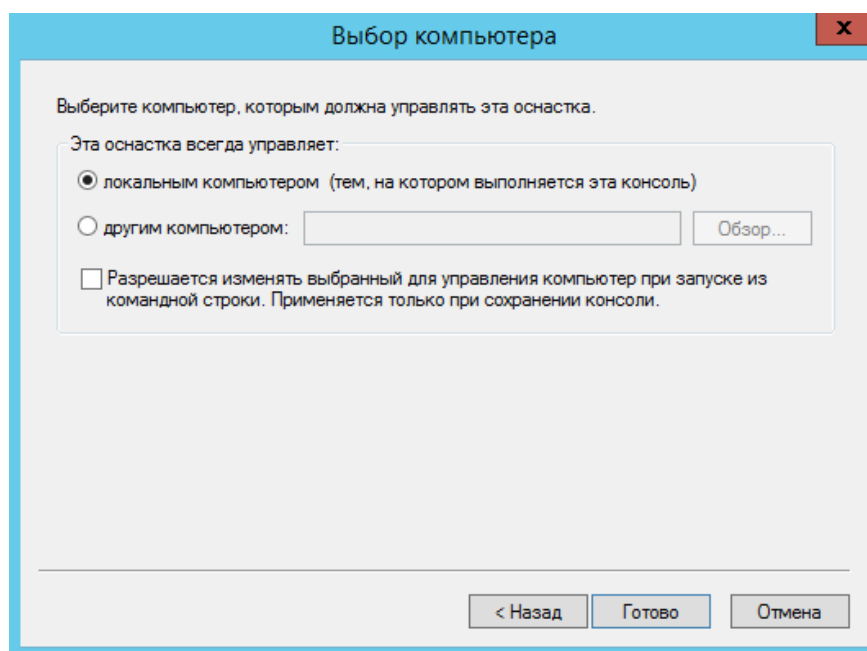 Выбор компьютера
x
Выберите компьютер, которым должна управлять эта оснастка.
Эта оснастка всегда управляет:
локальным компьютером (тем, на котором выполняется эта консоль)
другим компьютером:
Обзор...
Разрешается изменять выбранный для управления компьютер при запуске из
командной строки. Применяется только при сохранении консоли.
< Назад
Готово
Отмена